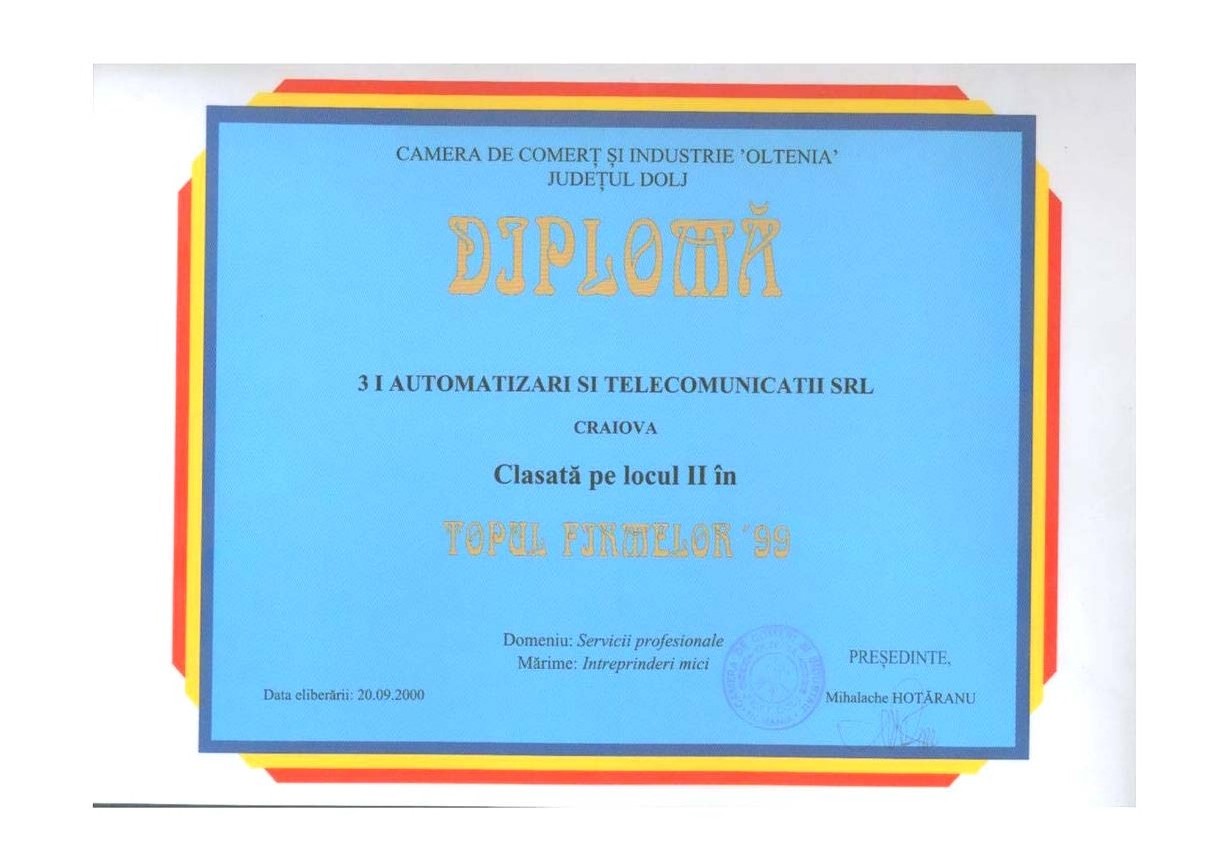 CAMERA DE COMERȚ ȘI INDUSTRIE ’OLTENIA’
JUDEȚUL DOLJ
DIPLOMĂ
3 I AUTOMATIZARI SI TELECOMUNICATII SRL
CRAIOVA
Clasată pe locul II în
TOPUL FIRMELOR ’99
Domeniu: Servicii profesionale
Mărime: Intreprinderi mici
PREȘEDINTE,
Data eliberării: 20.09.2000
Mihalache HOTĂRANU